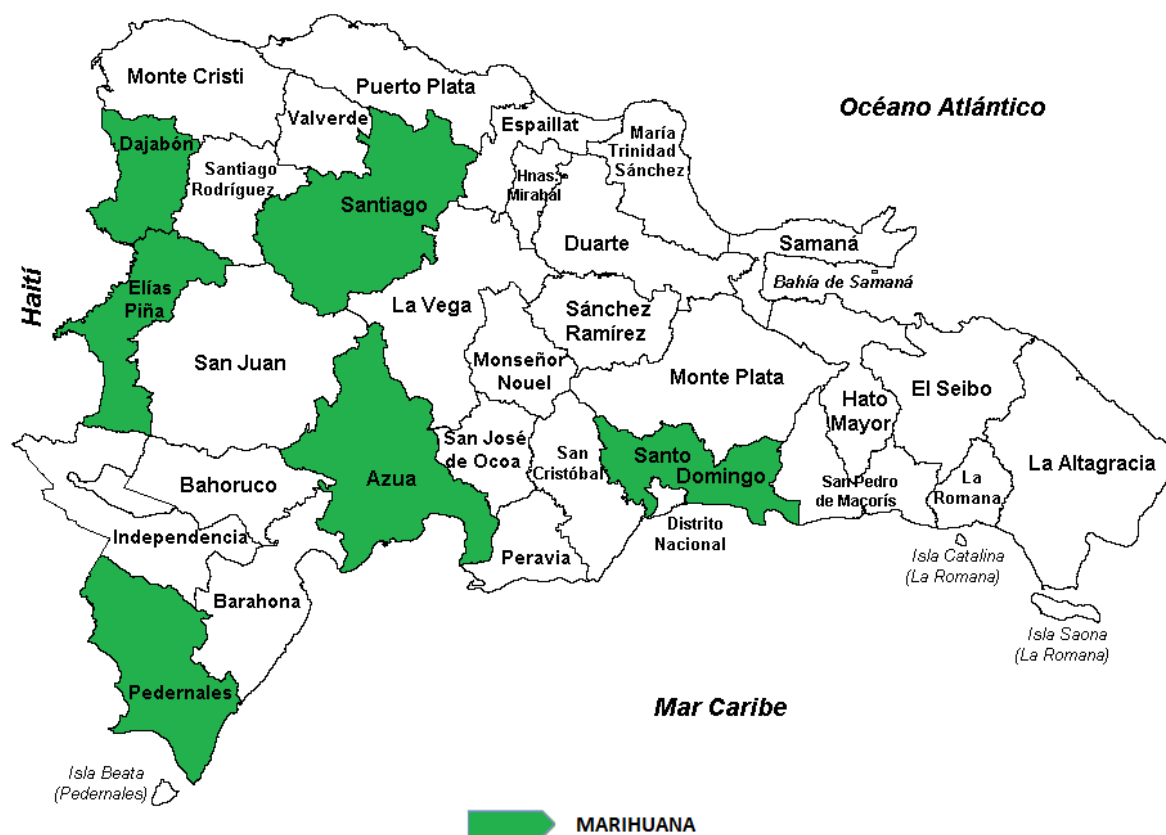 Monte Cristi
Puerto Plata
Océano Atlántico
Valverde
Espaillat
María
Trinidad
Sánchez
Dajabón
Santiago
Rodríguez
Hnas.
Mirabal
Santiago
Duarte
Samaná
Bahía de Samaná
Haití
Elías
Piña
La Vega
Sánchez
Ramírez
San Juan
Monseñor
Nouel
Monte Plata
El Seibo
Hato
Mayor
San José
de Ocoa
San
Cristóbal
Santo
Domingo
La Altagracia
Azua
Bahoruco
San Pedro
de Macorís
La
Romana
Independencia
Distrito
Nacional
Peravia
Isla Catalina
(La Romana)
Barahona
Isla Saona
(La Romana)
Pedernales
Mar Caribe
Isla Beata
(Pedernales)
MARIHUANA